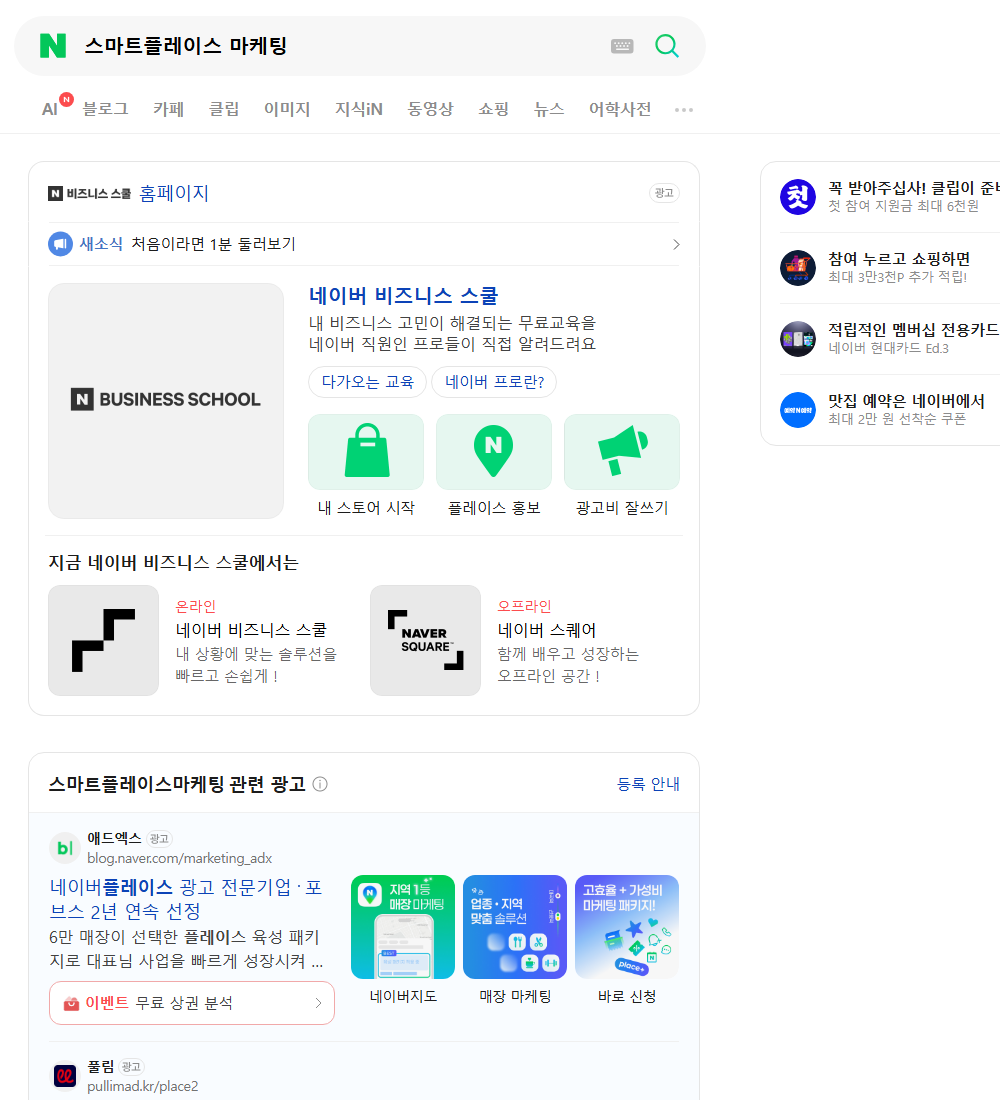 스마트플레이스 마케팅
AI N 블로그 카페 클립 이미지 지식iN 동영상 쇼핑 뉴스 어학사전
N 비즈니스 스쿨 홈페이지 광고
새소식 처음이라면 1분 둘러보기
N BUSINESS SCHOOL
네이버 비즈니스 스쿨
내 비즈니스 고민이 해결되는 무료교육을
네이버 직원인 프로들이 직접 알려드려요
다가오는 교육 네이버 프로란?
내 스토어 시작 플레이스 홍보 광고비 잘쓰기
지금 네이버 비즈니스 스쿨에서는
온라인
네이버 비즈니스 스쿨
내 상황에 맞는 솔루션을
빠르고 손쉽게 !
NAVER
SQUARE
오프라인
네이버 스퀘어
함께 배우고 성장하는
오프라인 공간 !
스마트플레이스마케팅 관련 광고 등록 안내
애드엑스 광고
blog.naver.com/marketing_adx
네이버플레이스 광고 전문기업 · 포
브스 2년 연속 선정
6만 매장이 선택한 플레이스 육성 패키
지로 대표님 사업을 빠르게 성장시켜 ...
이벤트 무료 상권 분석
지역 1등
매장 마케팅
네이버지도
업종 · 지역
맞춤 솔루션
매장 마케팅
고효율 + 가성비
마케팅 패키지!
place+
바로 신청
풀림 광고
pullimad.kr/place2
첫
꼭 받아주십사! 클립이 준비
첫 참여 지원금 최대 6천원
참여 누르고 쇼핑하면
최대 3만3천P 추가 적립!
적립적인 멤버십 전용카드
네이버 현대카드 Ed.3
예약 N 예약
맛집 예약은 네이버에서
최대 2만 원 선착순 쿠폰